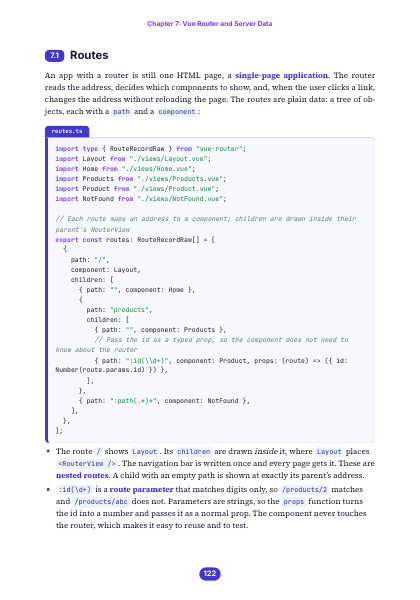 Chapter 7: Vue Router and Server Data
7.1 Routes
An app with a router is still one HTML page, a single-page application. The router
reads the address, decides which components to show, and, when the user clicks a link,
changes the address without reloading the page. The routes are plain data: a tree of ob-
jects, each with a path and a component :
routes.ts
import type { RouteRecordRaw } from "vue-router";
import Layout from "./views/Layout.vue";
import Home from "./views/Home.vue";
import Products from "./views/Products.vue";
import Product from "./views/Product.vue";
import NotFound from "./views/NotFound.vue";
// Each route maps an address to a component; children are drawn inside their
parent's RouterView
export const routes: RouteRecordRaw[] = [
{
path: "/",
component: Layout,
children: [
{ path: "", component: Home },
{
path: "products",
children: [
{ path: "", component: Products },
// Pass the id as a typed prop, so the component does not need to
know about the router
{ path: ":id(\\d+)", component: Product, props: (route) => ({ id:
Number(route.params.id) }) },
],
},
{ path: ":path(.*)*", component: NotFound },
],
},
];
• The route / shows Layout . Its children are drawn inside it, where Layout places
<RouterView /> . The navigation bar is written once and every page gets it. These are
nested routes. A child with an empty path is shown at exactly its parent's address.
• :id(\d+) is a route parameter that matches digits only, so /products/2 matches
and /products/abc does not. Parameters are strings, so the props function turns
the id into a number and passes it as a normal prop. The component never touches
the router, which makes it easy to reuse and to test.
122